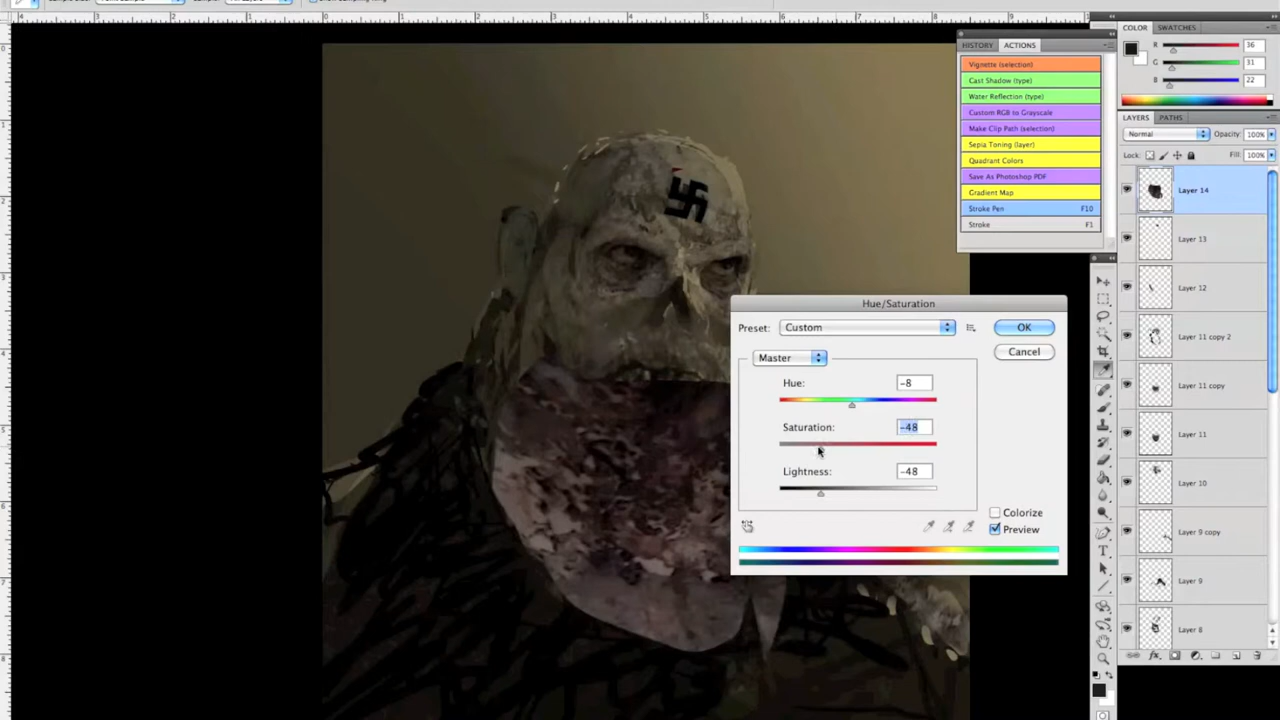 HISTORY ACTIONS
Vignette (selection)
Cast Shadow (type)
Water Reflection (type)
Custom RGB to Grayscale
Make Clip Path (selection)
Sepia Toning (layer)
Quadrant Colors
Save As Photoshop PDF
Gradient Map
Stroke Pen F10
Stroke F1
COLOR SWATCHES
R 36
G 31
B 22
LAYERS PATHS
Normal Opacity: 100%
Lock: Fill: 100%
Layer 14
Layer 13
Layer 12
Layer 11 copy 2
Layer 11 copy
Layer 11
Layer 10
Layer 9 copy
Layer 9
Layer 8
Hue/Saturation
Preset: Custom OK
Master Cancel
Hue: -8
Saturation: -48
Lightness: -48
Colorize
Preview